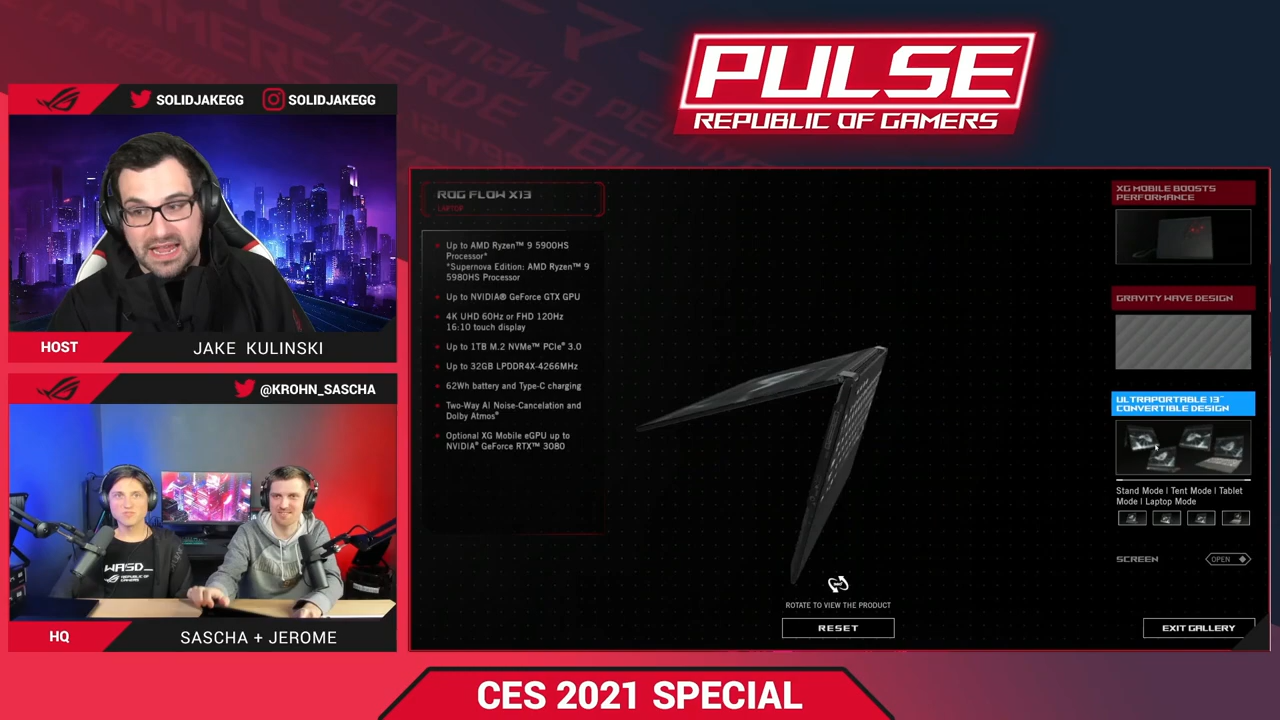 PULSE
REPUBLIC OF GAMERS
SOLIDJAKEGG
SOLIDJAKEGG
HOST
JAKE KULINSKI
@KROHN_SASCHA
WASD_
REPUBLIC OF
GAMERS
HQ
SASCHA + JEROME
ROG FLOW X13
LAPTOP
Up to AMD Ryzen™ 9 5900HS
Processor*
*Supernova Edition: AMD Ryzen™ 9
5980HS Processor
Up to NVIDIA® GeForce GTX GPU
4K UHD 60Hz or FHD 120Hz
16:10 touch display
Up to 1TB M.2 NVMe™ PCIe® 3.0
Up to 32GB LPDDR4X-4266MHz
62Wh battery and Type-C charging
Two-Way AI Noise-Cancelation and
Dolby Atmos®
Optional XG Mobile eGPU up to
NVIDIA® GeForce RTX™ 3080
ROTATE TO VIEW THE PRODUCT
RESET
XG MOBILE BOOSTS
PERFORMANCE
GRAVITY WAVE DESIGN
ULTRAPORTABLE 13"
CONVERTIBLE DESIGN
Stand Mode | Tent Mode | Tablet
Mode | Laptop Mode
SCREEN
OPEN
EXIT GALLERY
CES 2021 SPECIAL